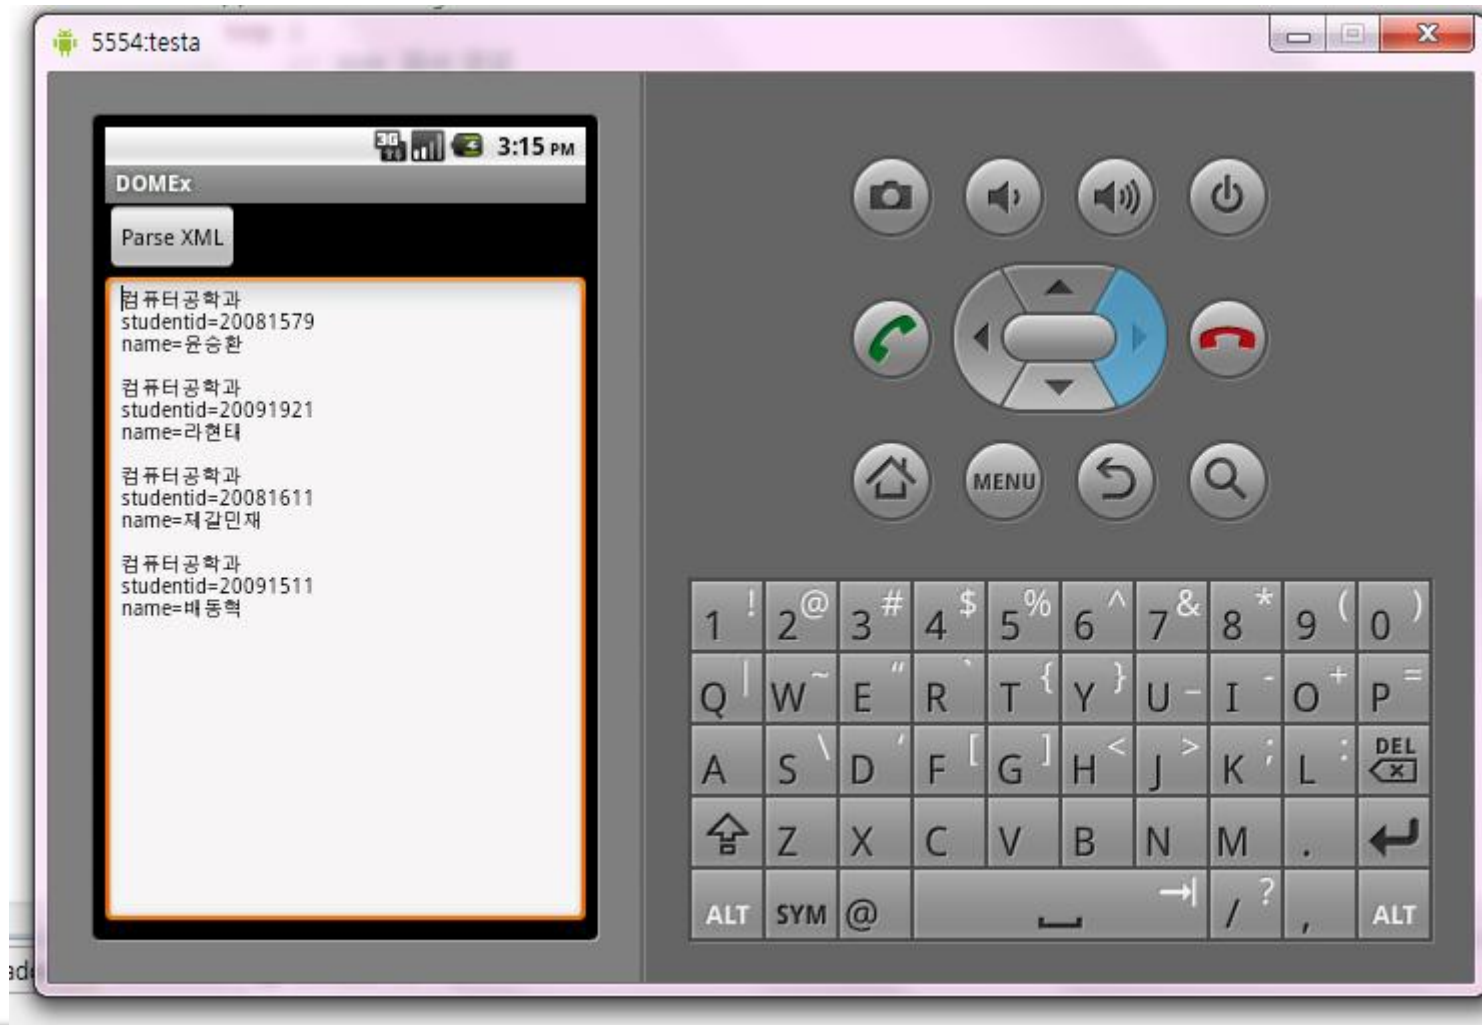 5554:testa
3G 3:15 PM
DOMEx
Parse XML
컴퓨터공학과
studentid=20081579
name=윤승환
컴퓨터공학과
studentid=20091921
name=라현태
컴퓨터공학과
studentid=20081611
name=제갈민재
컴퓨터공학과
studentid=20091511
name=배동혁
MENU
1 ! 2 @ 3 # 4 $ 5 % 6 ^ 7 & 8 * 9 ( 0 )
Q | W ~ E " R ` T { Y } U _ I - O + P =
A S \ D ' F [ G ] H < J > K ; L : DEL
Z X C V B N M .
ALT SYM @ / ? , ALT